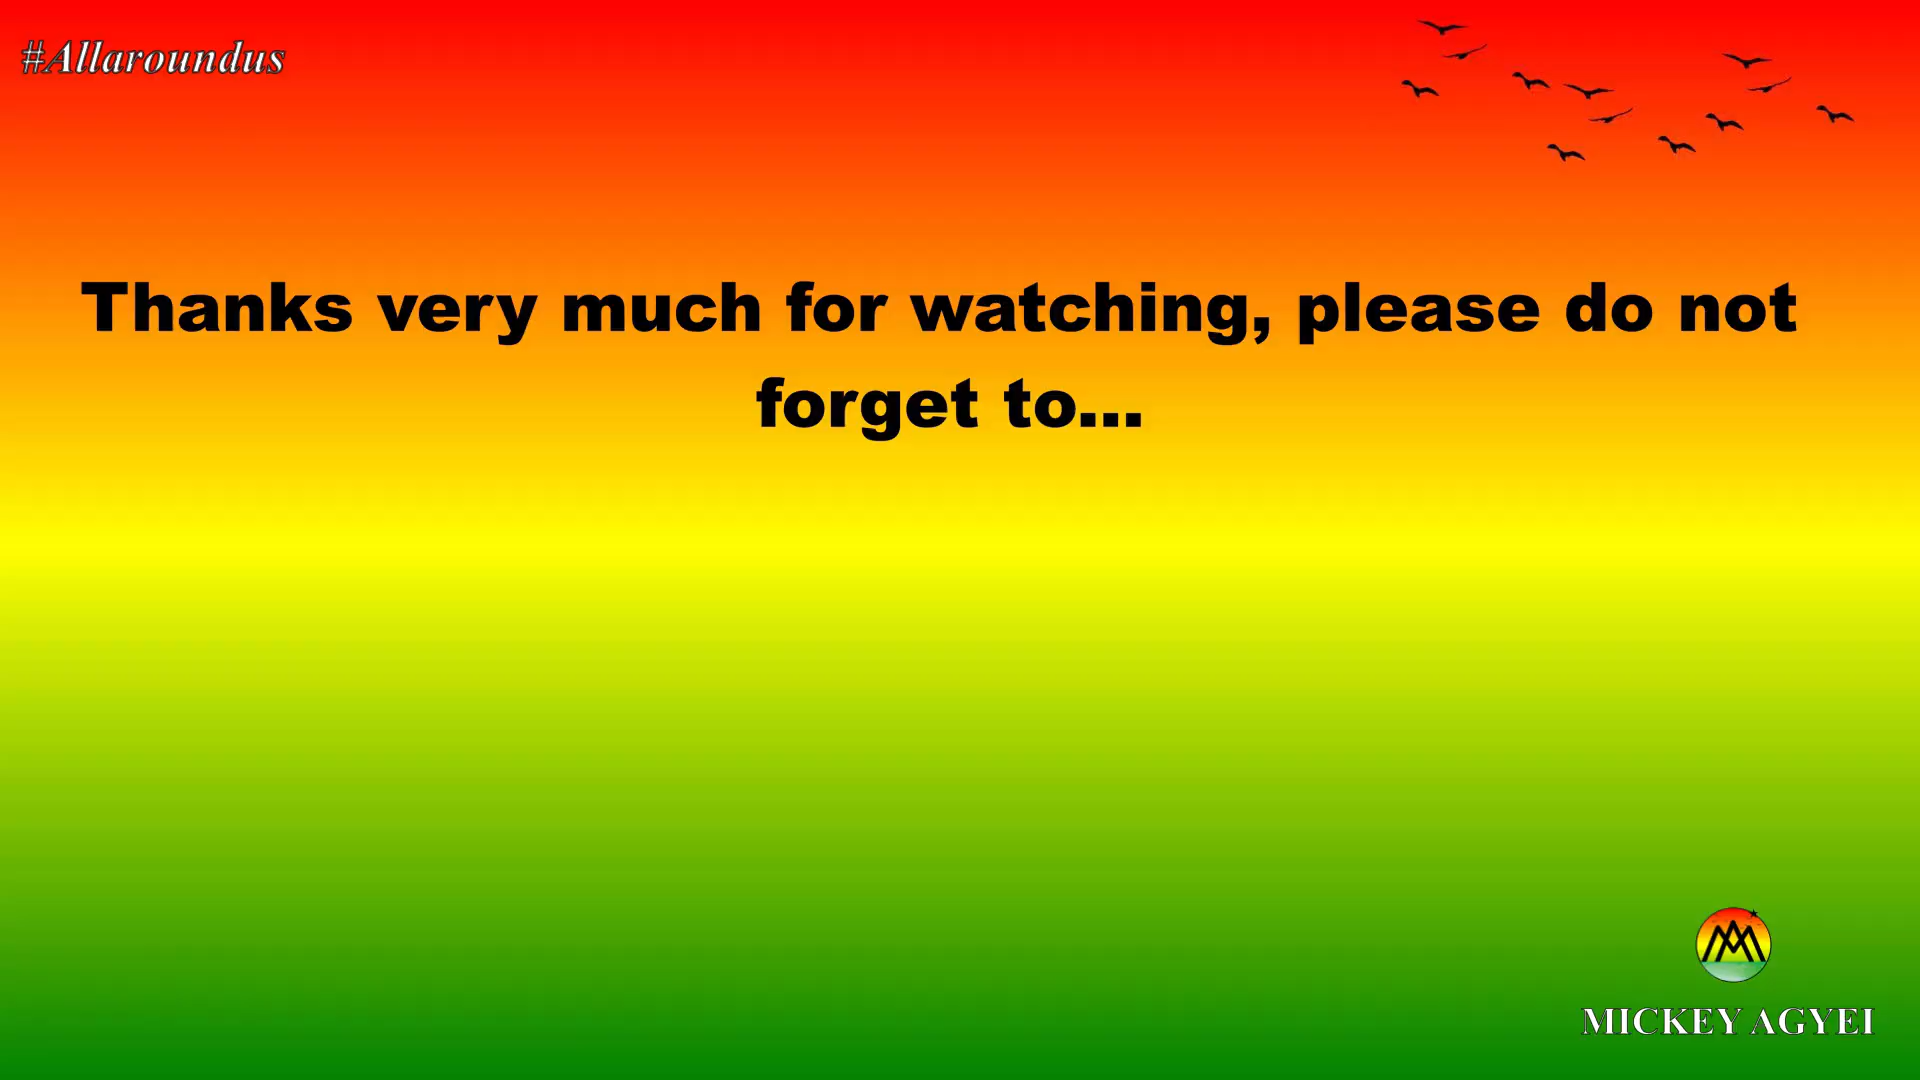 #Allaroundus
Thanks very much for watching, please do not
forget to...
MICKEY AGYEI